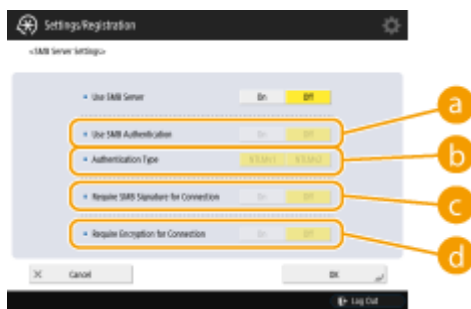 Settings/Registration
<SMB Server Settings>
Use SMB Server On Off
a
Use SMB Authentication On Off
b
Authentication Type NTLMv1 NTLMv2
Require SMB Signature for Connection On Off
c
Require Encryption for Connection On Off
d
Cancel OK
Log Out